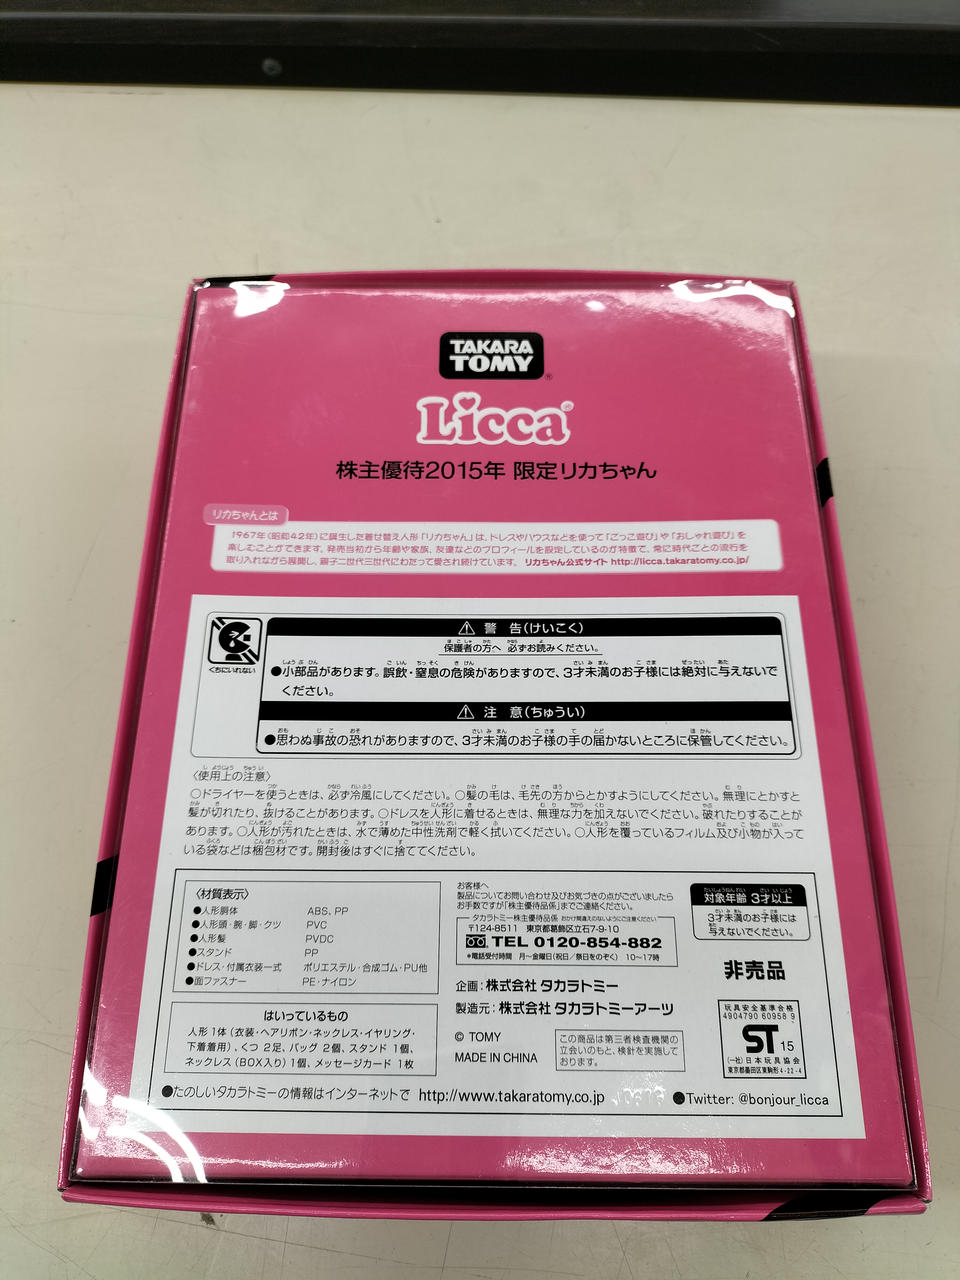 TAKARA
TOMY®
Licca®
株主優待2015年 限定リカちゃん
リカちゃんとは
1967年(昭和42年)に誕生した着せ替え人形「リカちゃん」は、ドレスやハウスなどを使って「ごっこ遊び」や「おしゃれ遊び」を
楽しむことができます。発売当初から年齢や家族、友達などのプロフィールを設定しているのが特徴で、常に時代ごとの流行を
取り入れながら展開し、親子二世代三世代にわたって愛され続けています。 リカちゃん公式サイト http://licca.takaratomy.co.jp/
くちにいれない
⚠ 警 告(けいこく)
保護者の方へ 必ずお読みください。
●小部品があります。誤飲・窒息の危険がありますので、3才未満のお子様には絶対に与えないで
ください。
⚠ 注 意(ちゅうい)
●思わぬ事故の恐れがありますので、3才未満のお子様の手の届かないところに保管してください。
〈使用上の注意〉
○ドライヤーを使うときは、必ず冷風にしてください。○髪の毛は、毛先の方からとかすようにしてください。無理にとかすと
髪が切れたり、抜けることがあります。○ドレスを人形に着せるときは、無理な力を加えないでください。破れたりすることが
あります。○人形が汚れたときは、水で薄めた中性洗剤で軽く拭いてください。○人形を覆っているフィルム及び小物が入って
いる袋などは梱包材です。開封後はすぐに捨ててください。
〈材質表示〉
●人形胴体 ABS、PP
●人形頭・腕・脚・クツ PVC
●人形髪 PVDC
●スタンド PP
●ドレス・付属衣装一式 ポリエステル・合成ゴム・PU他
●面ファスナー PE・ナイロン
はいっているもの
人形1体(衣装・ヘアリボン・ネックレス・イヤリング・
下着着用)、くつ 2足、バッグ 2個、スタンド 1個、
ネックレス(BOX入り)1個、メッセージカード 1枚
お客様へ
製品についてお問い合わせ及びお気づきの点がございましたら
お手数ですが「株主優待品係」までご連絡ください。
タカラトミー株主優待品係 おかけ間違えのないようにご注意ください
〒124-8511 東京都葛飾区立石7-9-10
TEL 0120-854-882
*電話受付時間 月〜金曜日(祝日/祭日をのぞく) 10〜17時
企画:株式会社 タカラトミー
製造元:株式会社 タカラトミーアーツ
© TOMY
MADE IN CHINA
この商品は第三者検査機関の
立会いのもと、検針を実施して
おります。
対象年齢 3才以上
3才未満のお子様には
与えないでください。
非売品
玩具安全基準合格
4904790 60958 9
ST 15
(一社)日本玩具協会
東京都墨田区東駒形4-22-4
●たのしいタカラトミーの情報はインターネットで http://www.takaratomy.co.jp
●Twitter: @bonjour_licca